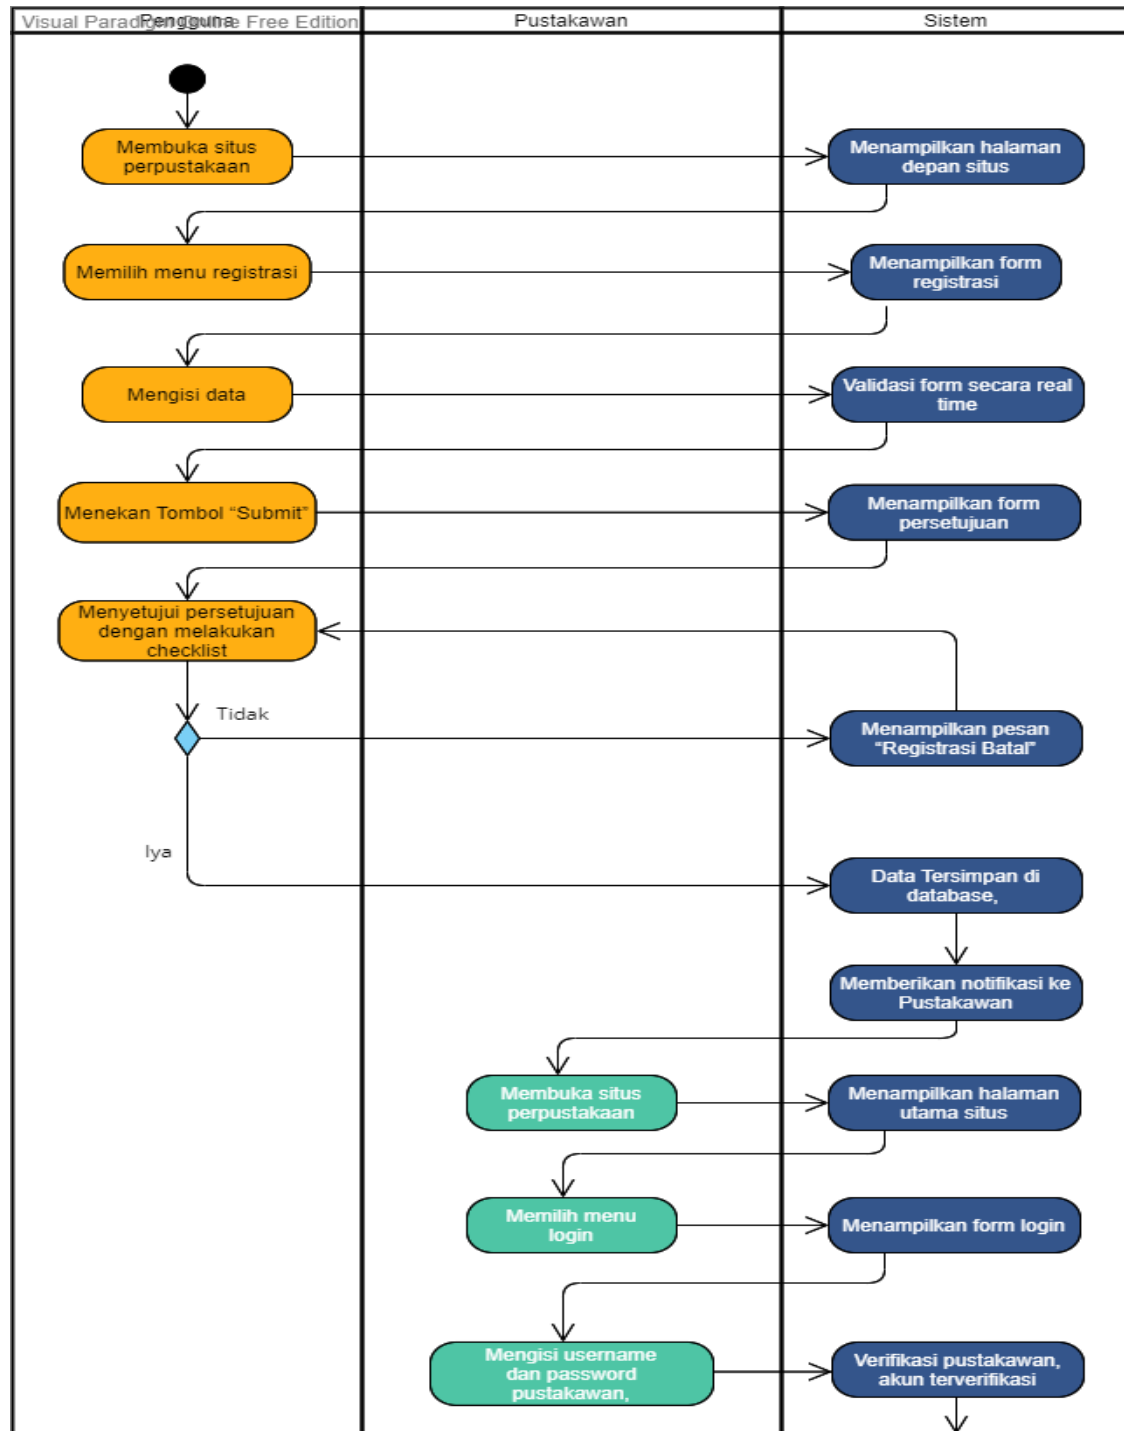 Visual Paradigm Online Free Edition
Pengguna
Pustakawan
Sistem
Membuka situs
perpustakaan
Menampilkan halaman
depan situs
Memilih menu registrasi
Menampilkan form
registrasi
Mengisi data
Validasi form secara real
time
Menekan Tombol “Submit”
Menampilkan form
persetujuan
Menyetujui persetujuan
dengan melakukan
checklist
Tidak
Menampilkan pesan
“Registrasi Batal”
Iya
Data Tersimpan di
database,
Memberikan notifikasi ke
Pustakawan
Membuka situs
perpustakaan
Menampilkan halaman
utama situs
Memilih menu
login
Menampilkan form login
Mengisi username
dan password
pustakawan,
Verifikasi pustakawan,
akun terverifikasi